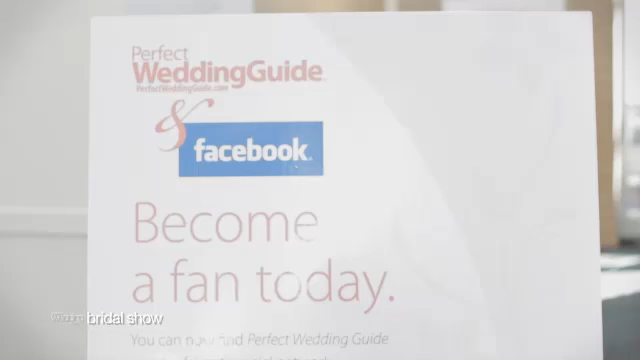 Perfect
WeddingGuide
PerfectWeddingGuide.com
&
facebook
Become
a fan today.
You can now find Perfect Wedding Guide
bridal show